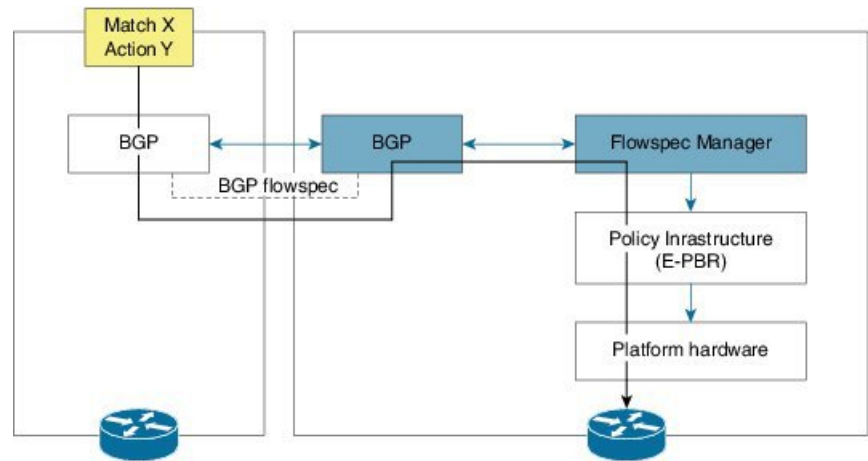 Match X
Action Y
BGP
BGP
Flowspec Manager
BGP flowspec
Policy Inrastructure
(E-PBR)
Platform hardware